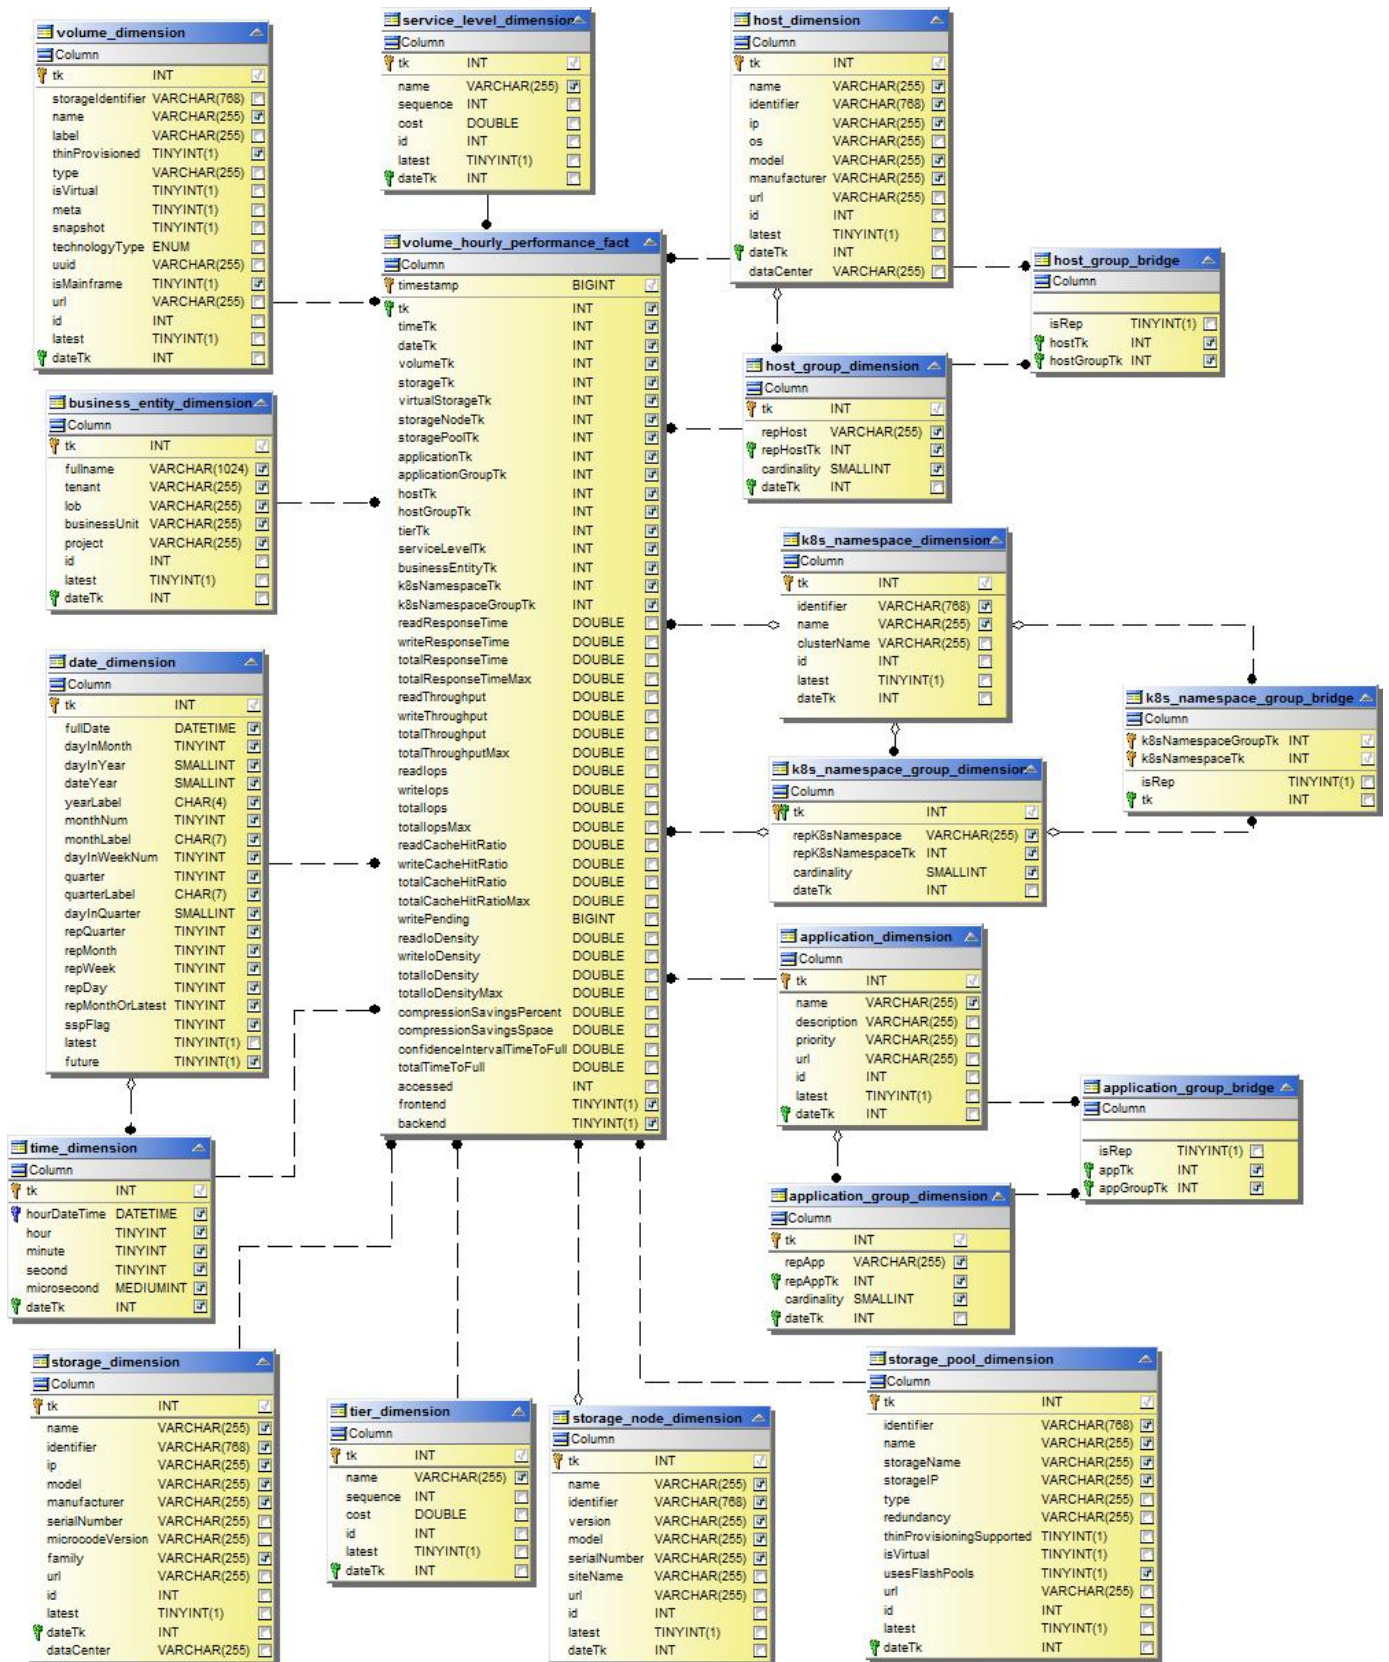 volume_dimension
Column
tk INT
storageIdentifier VARCHAR(768)
name VARCHAR(255)
label VARCHAR(255)
thinProvisioned TINYINT(1)
type VARCHAR(255)
isVirtual TINYINT(1)
meta TINYINT(1)
snapshot TINYINT(1)
technologyType ENUM
uuid VARCHAR(255)
isMainframe TINYINT(1)
url VARCHAR(255)
id INT
latest TINYINT(1)
dateTk INT
service_level_dimension
Column
tk INT
name VARCHAR(255)
sequence INT
cost DOUBLE
id INT
latest TINYINT(1)
dateTk INT
host_dimension
Column
tk INT
name VARCHAR(255)
identifier VARCHAR(768)
ip VARCHAR(255)
os VARCHAR(255)
model VARCHAR(255)
manufacturer VARCHAR(255)
url VARCHAR(255)
id INT
latest TINYINT(1)
dateTk INT
dataCenter VARCHAR(255)
host_group_bridge
Column
isRep TINYINT(1)
hostTk INT
hostGroupTk INT
volume_hourly_performance_fact
Column
timestamp BIGINT
tk INT
timeTk INT
dateTk INT
volumeTk INT
storageTk INT
virtualStorageTk INT
storageNodeTk INT
storagePoolTk INT
applicationTk INT
applicationGroupTk INT
hostTk INT
hostGroupTk INT
tierTk INT
serviceLevelTk INT
businessEntityTk INT
k8sNamespaceTk INT
k8sNamespaceGroupTk INT
readResponseTime DOUBLE
writeResponseTime DOUBLE
totalResponseTime DOUBLE
totalResponseTimeMax DOUBLE
readThroughput DOUBLE
writeThroughput DOUBLE
totalThroughput DOUBLE
totalThroughputMax DOUBLE
readIops DOUBLE
writeIops DOUBLE
totalIops DOUBLE
totalIopsMax DOUBLE
readCacheHitRatio DOUBLE
writeCacheHitRatio DOUBLE
totalCacheHitRatio DOUBLE
totalCacheHitRatioMax DOUBLE
writePending BIGINT
readIoDensity DOUBLE
writeIoDensity DOUBLE
totalIoDensity DOUBLE
totalIoDensityMax DOUBLE
compressionSavingsPercent DOUBLE
compressionSavingsSpace DOUBLE
confidenceIntervalTimeToFull DOUBLE
totalTimeToFull DOUBLE
accessed INT
frontend TINYINT(1)
backend TINYINT(1)
host_group_dimension
Column
tk INT
repHost VARCHAR(255)
repHostTk INT
cardinality SMALLINT
dateTk INT
business_entity_dimension
Column
tk INT
fullname VARCHAR(1024)
tenant VARCHAR(255)
lob VARCHAR(255)
businessUnit VARCHAR(255)
project VARCHAR(255)
id INT
latest TINYINT(1)
dateTk INT
k8s_namespace_dimension
Column
tk INT
identifier VARCHAR(768)
name VARCHAR(255)
clusterName VARCHAR(255)
id INT
latest TINYINT(1)
dateTk INT
k8s_namespace_group_bridge
Column
k8sNamespaceGroupTk INT
k8sNamespaceTk INT
isRep TINYINT(1)
tk INT
date_dimension
Column
tk INT
fullDate DATETIME
dayInMonth TINYINT
dayInYear SMALLINT
dateYear SMALLINT
yearLabel CHAR(4)
monthNum TINYINT
monthLabel CHAR(7)
dayInWeekNum TINYINT
quarter TINYINT
quarterLabel CHAR(7)
dayInQuarter SMALLINT
repQuarter TINYINT
repMonth TINYINT
repWeek TINYINT
repDay TINYINT
repMonthOrLatest TINYINT
sspFlag TINYINT
latest TINYINT(1)
future TINYINT(1)
k8s_namespace_group_dimension
Column
tk INT
repK8sNamespace VARCHAR(255)
repK8sNamespaceTk INT
cardinality SMALLINT
dateTk INT
application_dimension
Column
tk INT
name VARCHAR(255)
description VARCHAR(255)
priority VARCHAR(255)
url VARCHAR(255)
id INT
latest TINYINT(1)
dateTk INT
application_group_bridge
Column
isRep TINYINT(1)
appTk INT
appGroupTk INT
time_dimension
Column
tk INT
hourDateTime DATETIME
hour TINYINT
minute TINYINT
second TINYINT
microsecond MEDIUMINT
dateTk INT
application_group_dimension
Column
tk INT
repApp VARCHAR(255)
repAppTk INT
cardinality SMALLINT
dateTk INT
storage_dimension
Column
tk INT
name VARCHAR(255)
identifier VARCHAR(768)
ip VARCHAR(255)
model VARCHAR(255)
manufacturer VARCHAR(255)
serialNumber VARCHAR(255)
microcodeVersion VARCHAR(255)
family VARCHAR(255)
url VARCHAR(255)
id INT
latest TINYINT(1)
dateTk INT
dataCenter VARCHAR(255)
tier_dimension
Column
tk INT
name VARCHAR(255)
sequence INT
cost DOUBLE
id INT
latest TINYINT(1)
dateTk INT
storage_node_dimension
Column
tk INT
name VARCHAR(255)
identifier VARCHAR(768)
version VARCHAR(255)
model VARCHAR(255)
serialNumber VARCHAR(255)
siteName VARCHAR(255)
url VARCHAR(255)
id INT
latest TINYINT(1)
dateTk INT
storage_pool_dimension
Column
tk INT
identifier VARCHAR(768)
name VARCHAR(255)
storageName VARCHAR(255)
storageIP VARCHAR(255)
type VARCHAR(255)
redundancy VARCHAR(255)
thinProvisioningSupported TINYINT(1)
isVirtual TINYINT(1)
usesFlashPools TINYINT(1)
url VARCHAR(255)
id INT
latest TINYINT(1)
dateTk INT